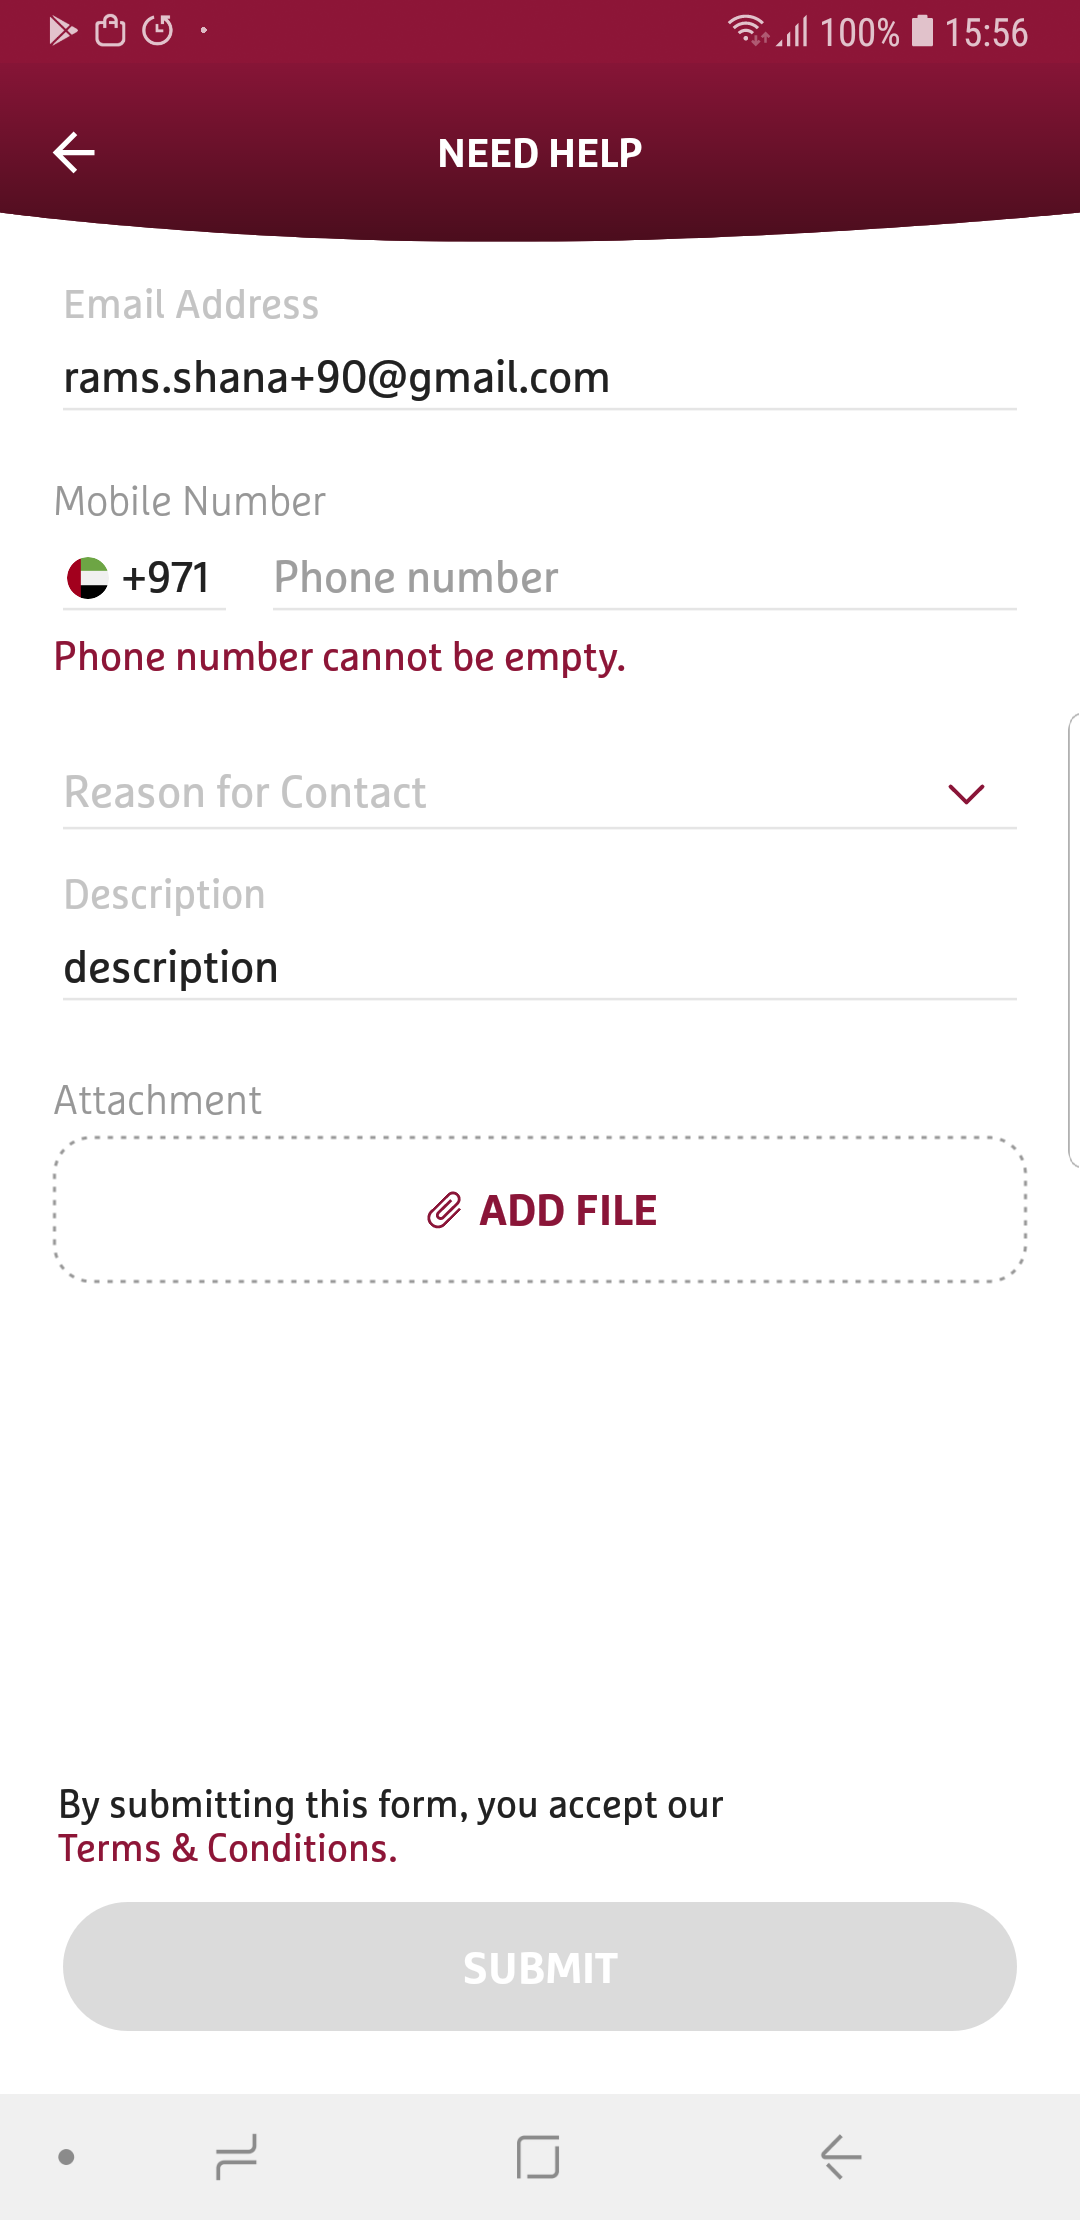 100% 15:56
NEED HELP
Email Address
rams.shana+90@gmail.com
Mobile Number
+971 Phone number
Phone number cannot be empty.
Reason for Contact
Description
description
Attachment
ADD FILE
By submitting this form, you accept our
Terms & Conditions.
SUBMIT